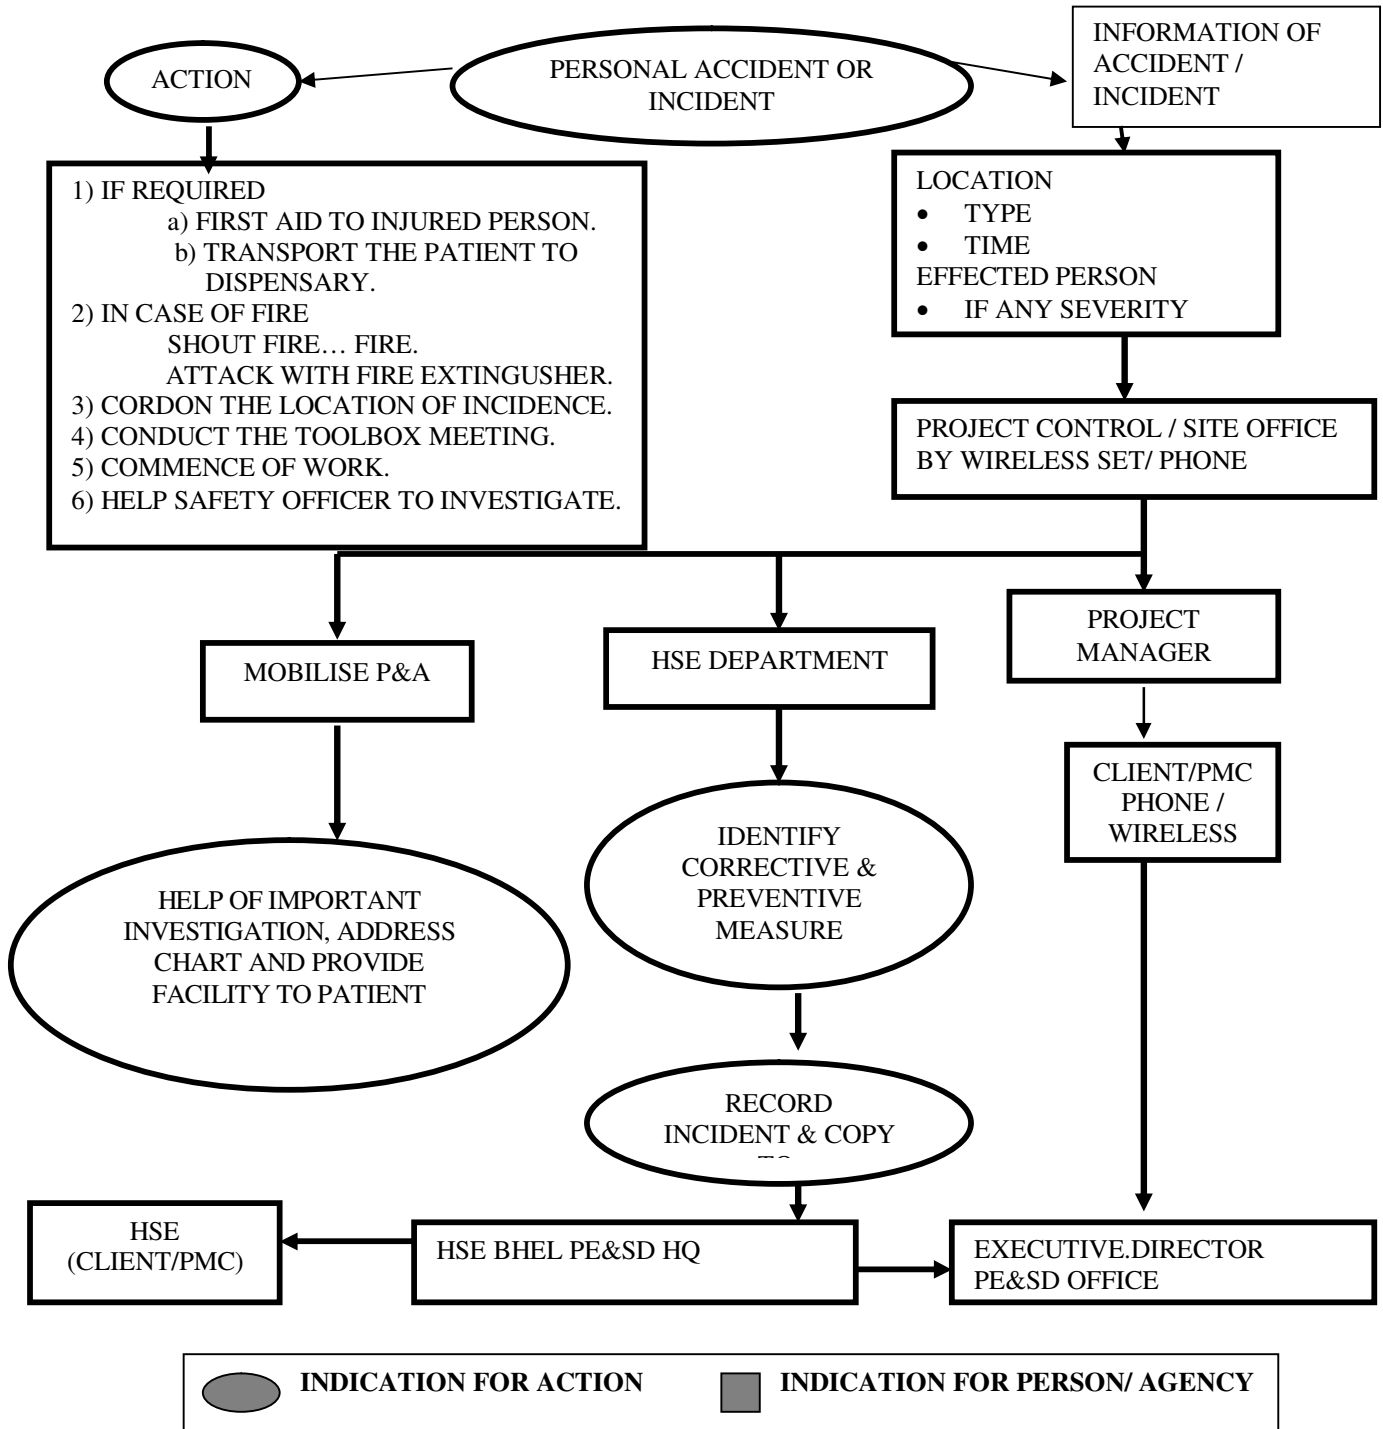 PERSONAL ACCIDENT OR
INCIDENT
ACTION
INFORMATION OF
ACCIDENT /
INCIDENT
1) IF REQUIRED
a) FIRST AID TO INJURED PERSON.
b) TRANSPORT THE PATIENT TO
DISPENSARY.
2) IN CASE OF FIRE
SHOUT FIRE… FIRE.
ATTACK WITH FIRE EXTINGUSHER.
3) CORDON THE LOCATION OF INCIDENCE.
4) CONDUCT THE TOOLBOX MEETING.
5) COMMENCE OF WORK.
6) HELP SAFETY OFFICER TO INVESTIGATE.
LOCATION
• TYPE
• TIME
EFFECTED PERSON
• IF ANY SEVERITY
PROJECT CONTROL / SITE OFFICE
BY WIRELESS SET/ PHONE
MOBILISE P&A
HSE DEPARTMENT
PROJECT
MANAGER
CLIENT/PMC
PHONE /
WIRELESS
HELP OF IMPORTANT
INVESTIGATION, ADDRESS
CHART AND PROVIDE
FACILITY TO PATIENT
IDENTIFY
CORRECTIVE &
PREVENTIVE
MEASURE
RECORD
INCIDENT & COPY
HSE
(CLIENT/PMC)
HSE BHEL PE&SD HQ
EXECUTIVE.DIRECTOR
PE&SD OFFICE
INDICATION FOR ACTION
INDICATION FOR PERSON/ AGENCY